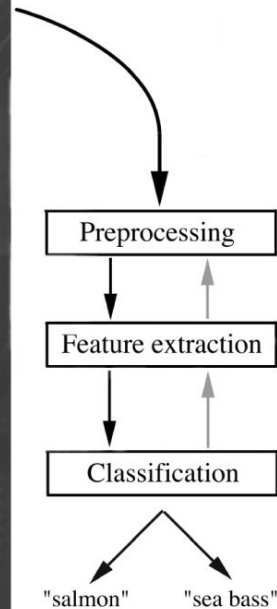 Preprocessing
Feature extraction
Classification
"salmon" "sea bass"